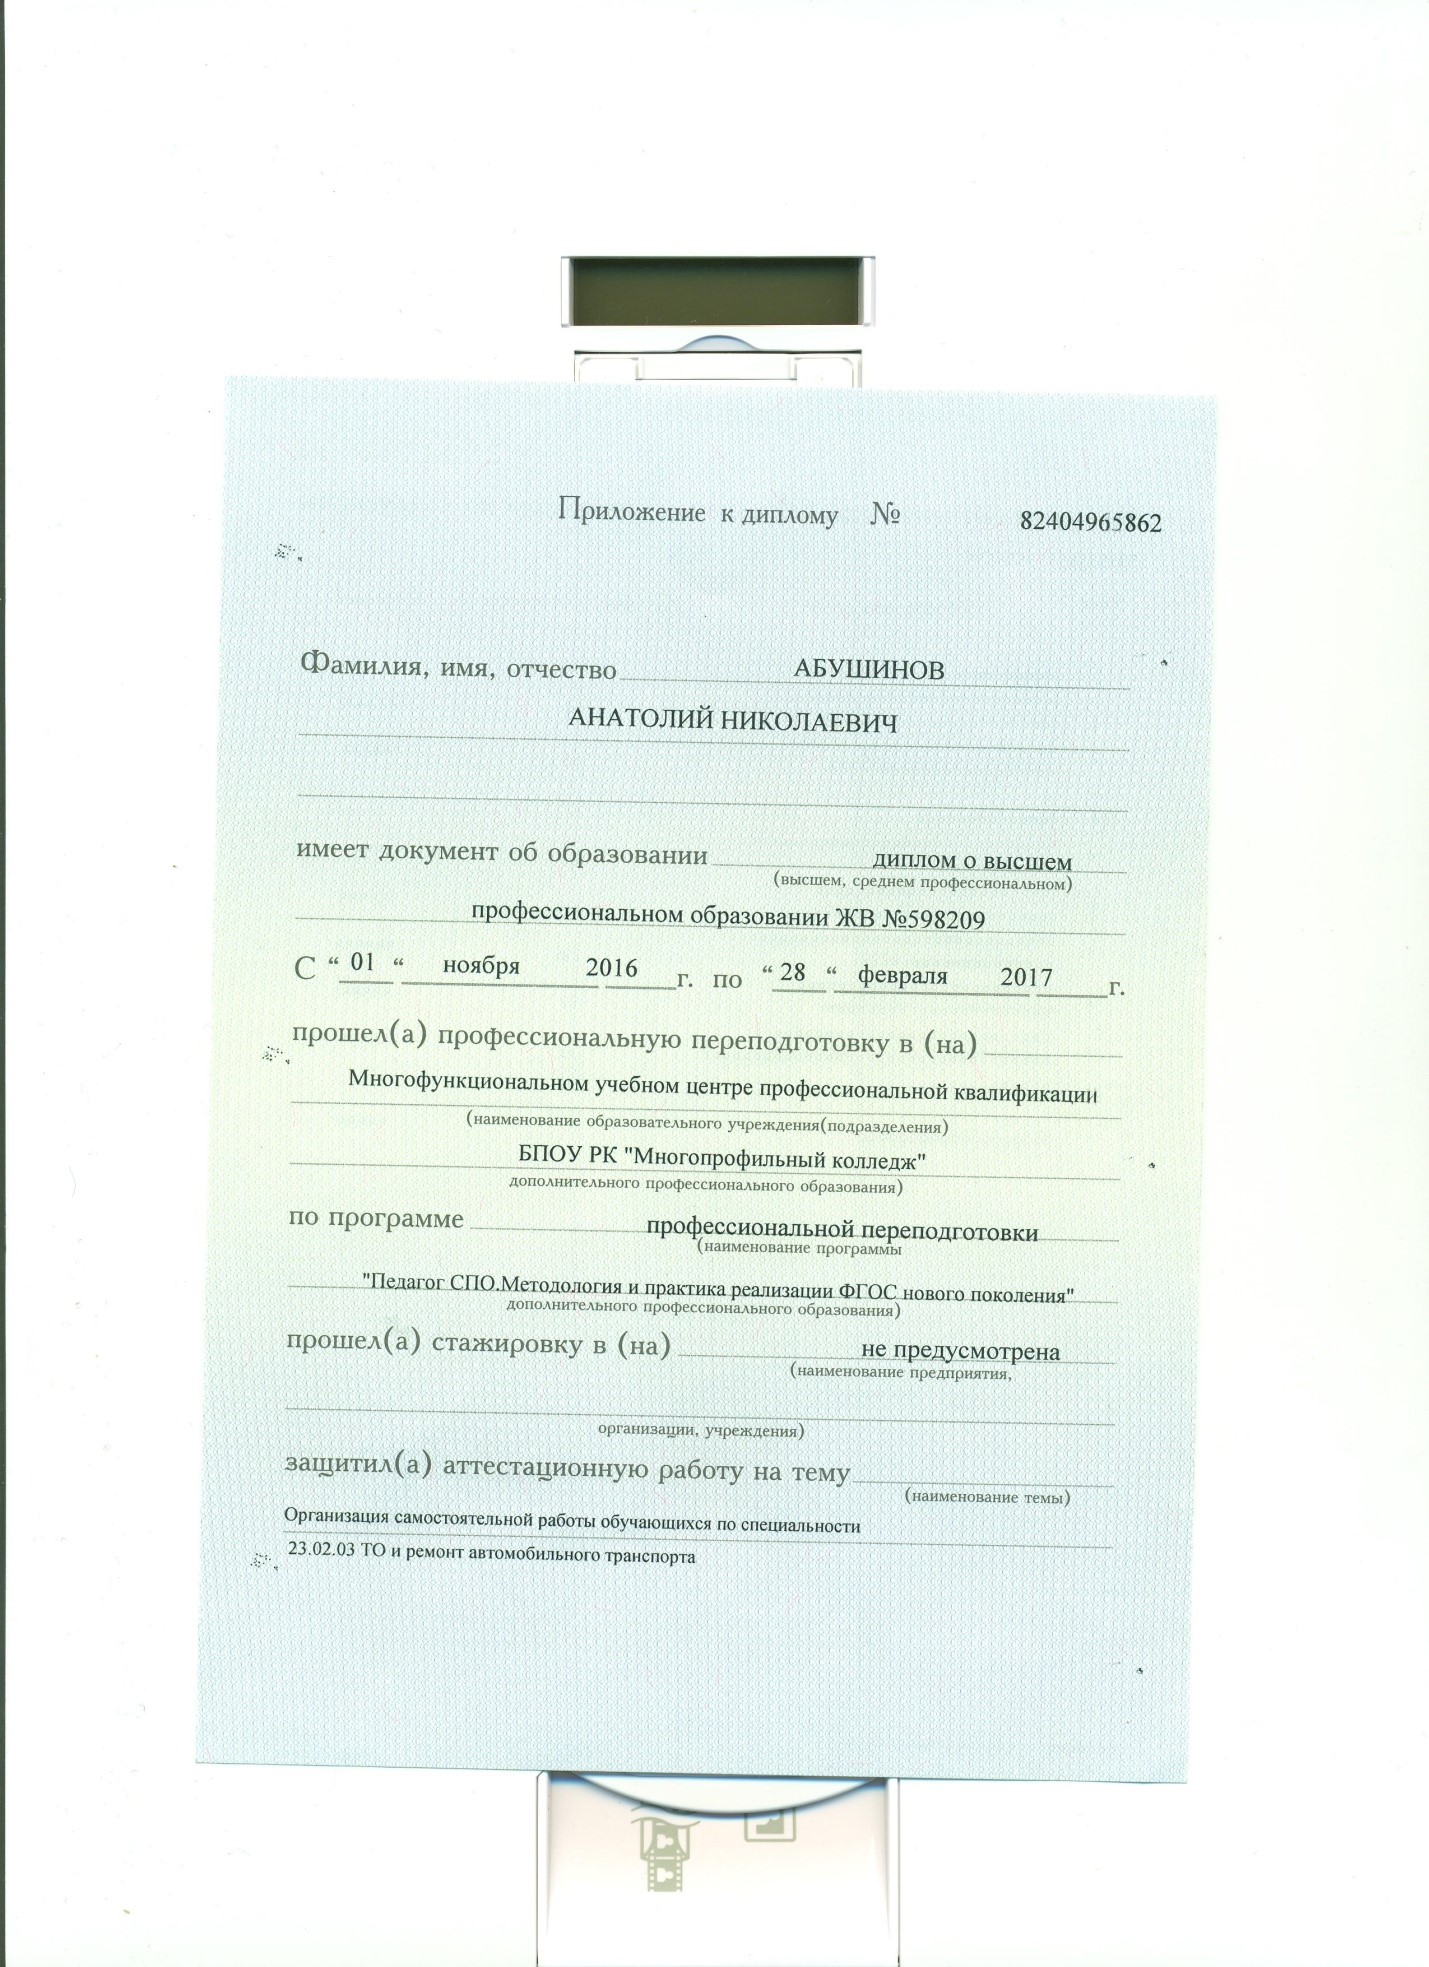 Приложение к диплому № 82404965862
Фамилия, имя, отчество АБУШИНОВ
АНАТОЛИЙ НИКОЛАЕВИЧ
имеет документ об образовании диплом о высшем
(высшем, среднем профессиональном)
профессиональном образовании ЖВ №598209
С “ 01 “ ноября 2016 г. по “ 28 “ февраля 2017 г.
прошел(а) профессиональную переподготовку в (на)
Многофункциональном учебном центре профессиональной квалификации
(наименование образовательного учреждения(подразделения)
БПОУ РК "Многопрофильный колледж"
дополнительного профессионального образования)
по программе профессиональной переподготовки
(наименование программы
"Педагог СПО.Методология и практика реализации ФГОС нового поколения"
дополнительного профессионального образования)
прошел(а) стажировку в (на) не предусмотрена
(наименование предприятия,
организации, учреждения)
защитил(а) аттестационную работу на тему
(наименование темы)
Организация самостоятельной работы обучающихся по специальности
23.02.03 ТО и ремонт автомобильного транспорта